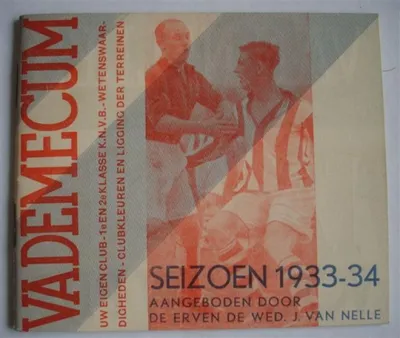 VADEMECUM
UW EIGEN CLUB - 1e EN 2e KLASSE K.N.V.B. - WETENSWAAR-
DIGHEDEN - CLUBKLEUREN EN LIGGING DER TERREINEN
SEIZOEN 1933-34
AANGEBODEN DOOR
DE ERVEN DE WED. J. VAN NELLE